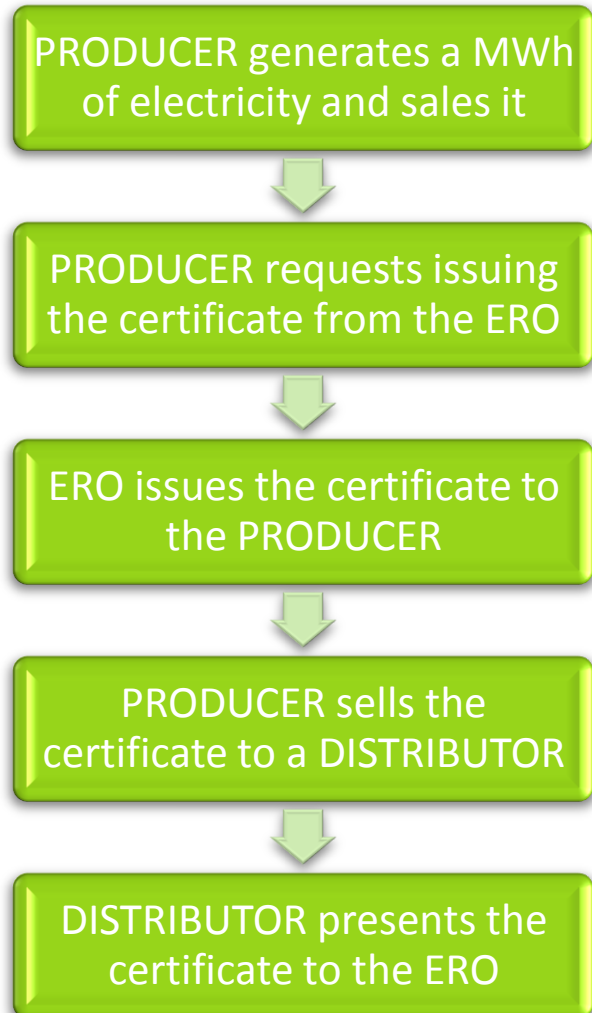 PRODUCER generates a MWh
of electricity and sales it
PRODUCER requests issuing
the certificate from the ERO
ERO issues the certificate to
the PRODUCER
PRODUCER sells the
certificate to a DISTRIBUTOR
DISTRIBUTOR presents the
certificate to the ERO